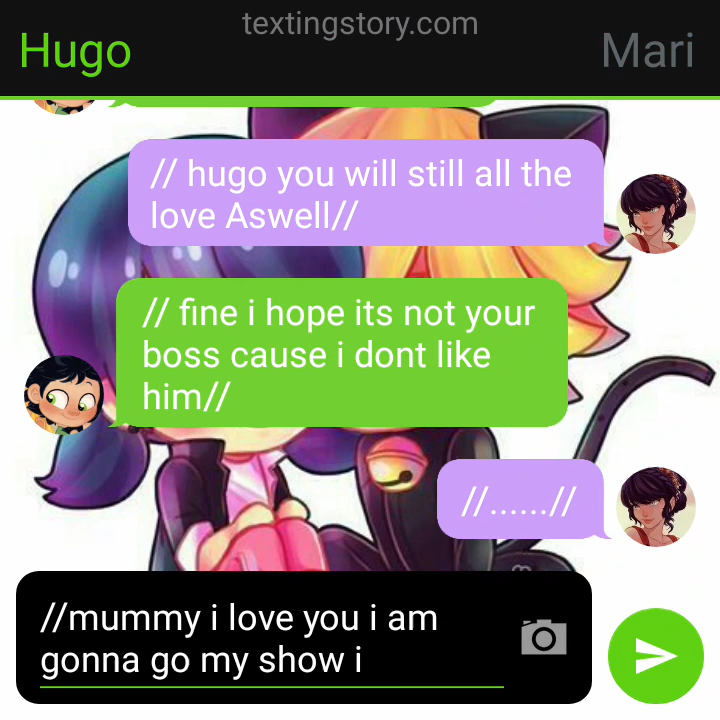 textingstory.com
Hugo
Mari
// hugo you will still all the
love Aswell//
// fine i hope its not your
boss cause i dont like
him//
//......//
//mummy i love you i am
gonna go my show i